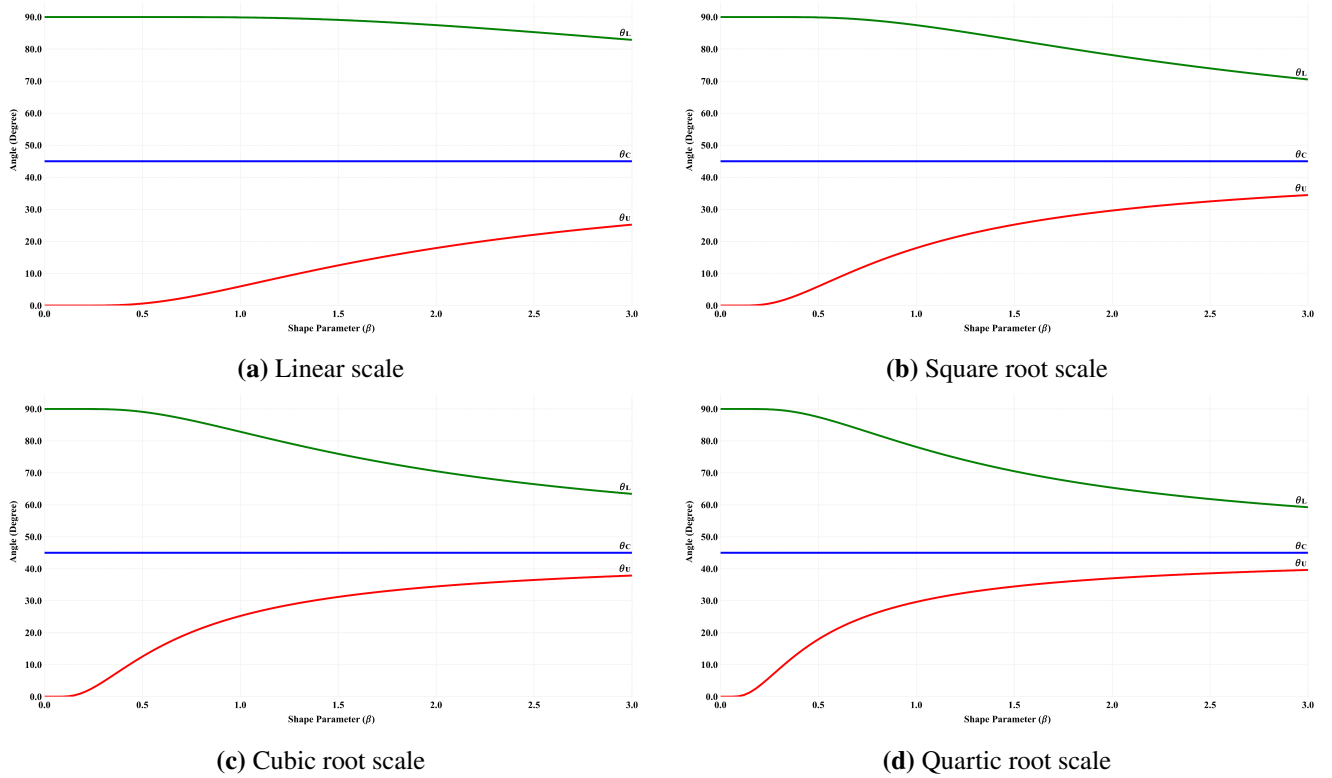 90.0
80.0
70.0
60.0
50.0
40.0
30.0
20.0
10.0
0.0
Angle (Degree)
θL
θC
θU
0.0 0.5 1.0 1.5 2.0 2.5 3.0
Shape Parameter (β)
(a) Linear scale
90.0
80.0
70.0
60.0
50.0
40.0
30.0
20.0
10.0
0.0
Angle (Degree)
θL
θC
θU
0.0 0.5 1.0 1.5 2.0 2.5 3.0
Shape Parameter (β)
(b) Square root scale
90.0
80.0
70.0
60.0
50.0
40.0
30.0
20.0
10.0
0.0
Angle (Degree)
θL
θC
θU
0.0 0.5 1.0 1.5 2.0 2.5 3.0
Shape Parameter (β)
(c) Cubic root scale
90.0
80.0
70.0
60.0
50.0
40.0
30.0
20.0
10.0
0.0
Angle (Degree)
θL
θC
θU
0.0 0.5 1.0 1.5 2.0 2.5 3.0
Shape Parameter (β)
(d) Quartic root scale